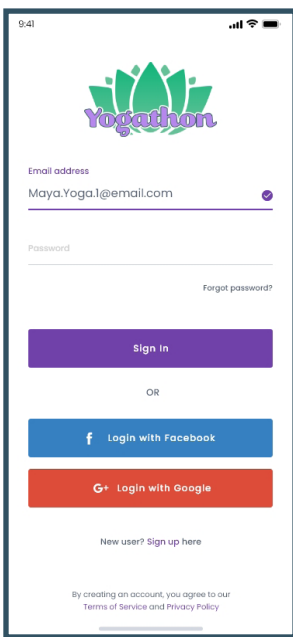 9:41
Yogathon
Email address
Maya.Yoga.1@email.com
Password
Forgot password?
Sign In
OR
f Login with Facebook
G+ Login with Google
New user? Sign up here
By creating an account, you agree to our
Terms of Service and Privacy Policy